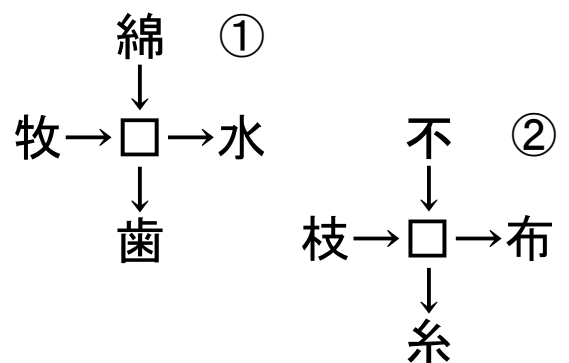 綿 ①
↓
牧→□→水
↓
歯
不 ②
↓
枝→□→布
↓
糸